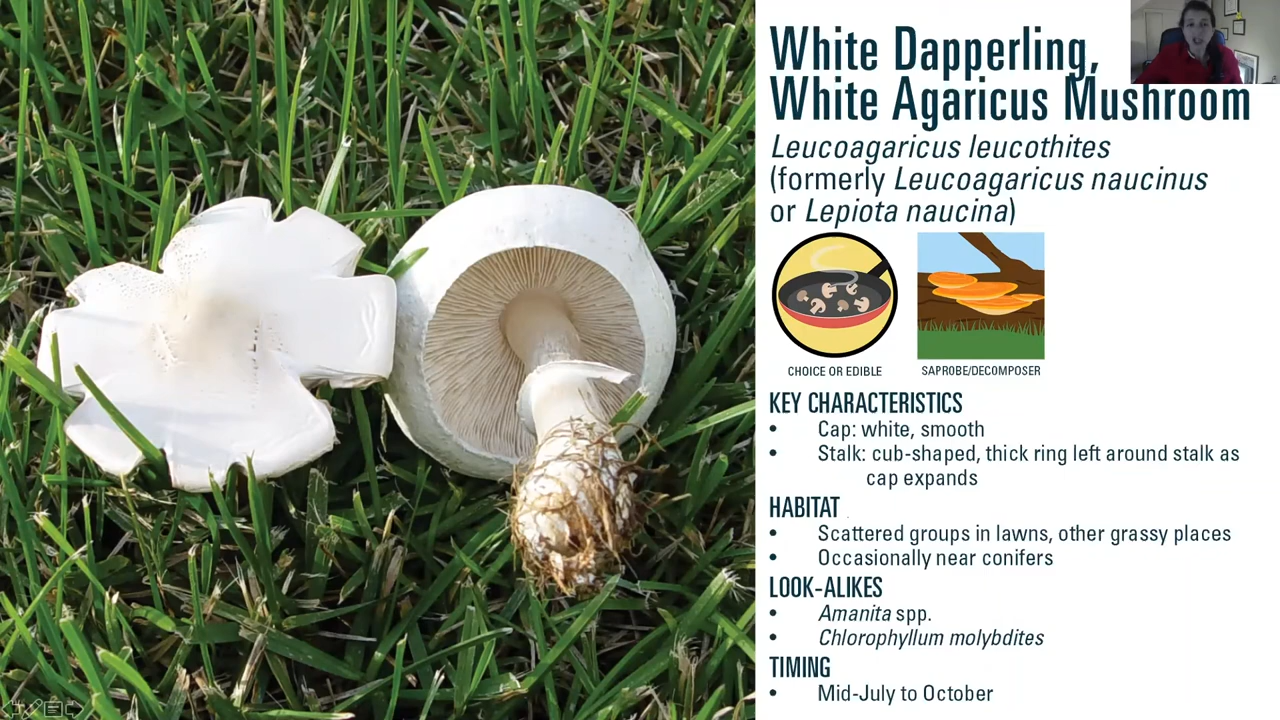 White Dapperling,
White Agaricus Mushroom
Leucoagaricus leucothites
(formerly Leucoagaricus naucinus
or Lepiota naucina)
CHOICE OR EDIBLE
SAPROBE/DECOMPOSER
KEY CHARACTERISTICS
• Cap: white, smooth
• Stalk: cub-shaped, thick ring left around stalk as
cap expands
HABITAT
• Scattered groups in lawns, other grassy places
• Occasionally near conifers
LOOK-ALIKES
• Amanita spp.
• Chlorophyllum molybdites
TIMING
• Mid-July to October